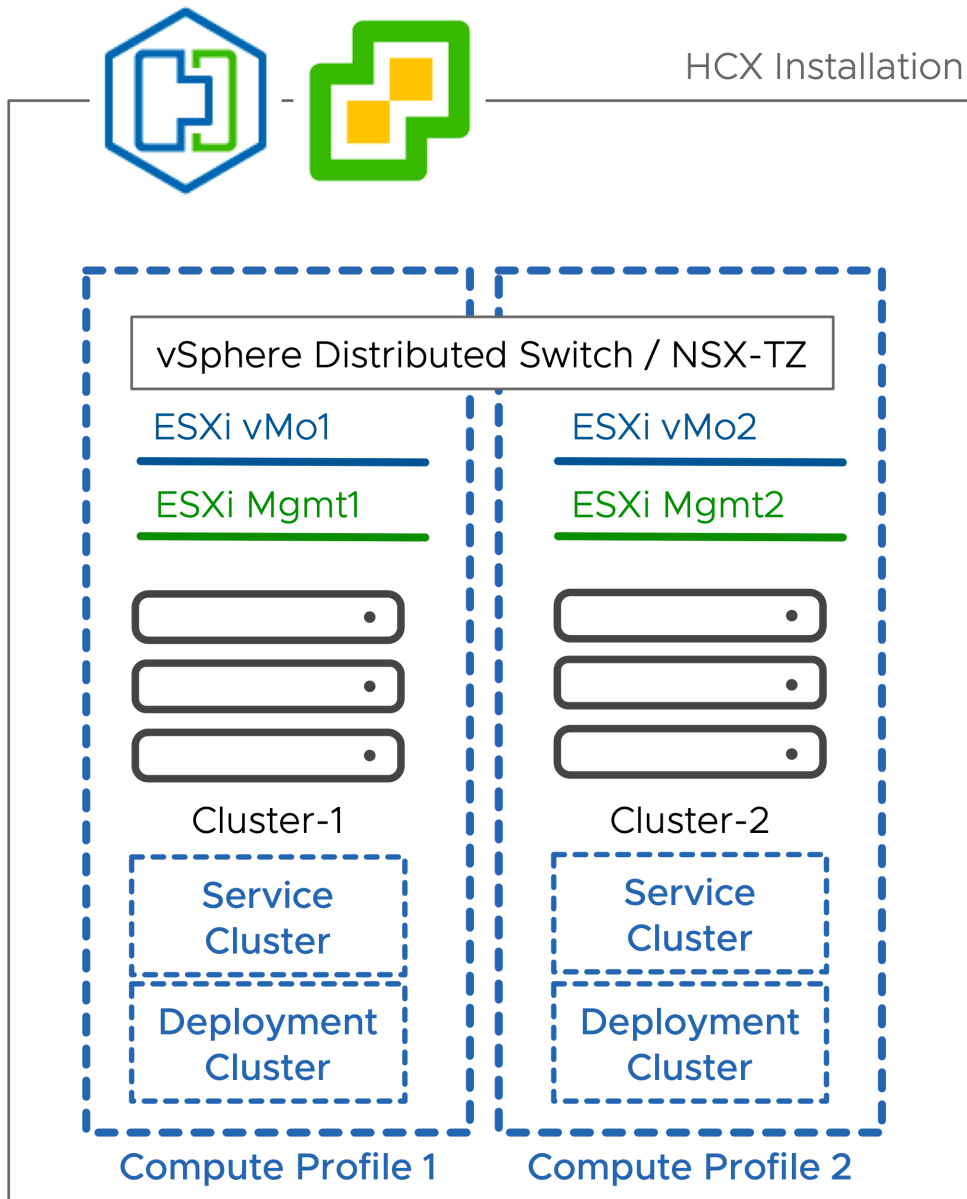 HCX Installation
vSphere Distributed Switch / NSX-TZ
ESXi vMo1
ESXi Mgmt1
Cluster-1
Service
Cluster
Deployment
Cluster
Compute Profile 1
ESXi vMo2
ESXi Mgmt2
Cluster-2
Service
Cluster
Deployment
Cluster
Compute Profile 2